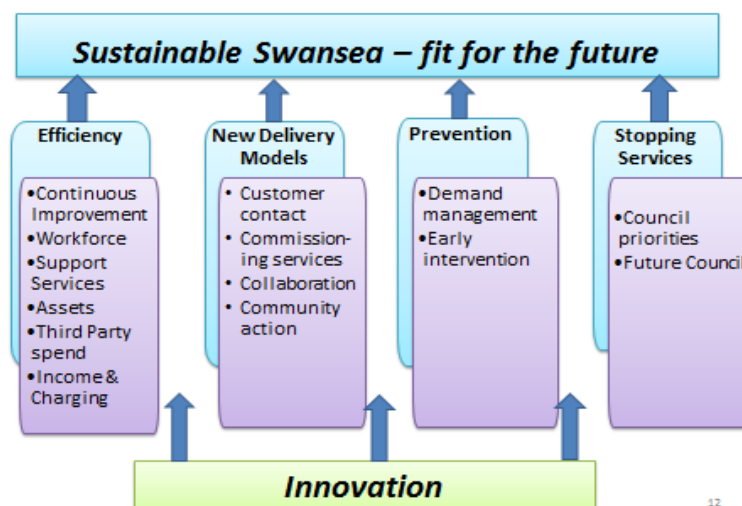 Sustainable Swansea – fit for the future
Efficiency
•Continuous
Improvement
•Workforce
•Support
Services
•Assets
•Third Party
spend
•Income &
Charging
New Delivery
Models
• Customer
contact
• Commission-
ing services
• Collaboration
• Community
action
Prevention
•Demand
management
•Early
intervention
Stopping
Services
•Council
priorities
•Future Council
Innovation
12